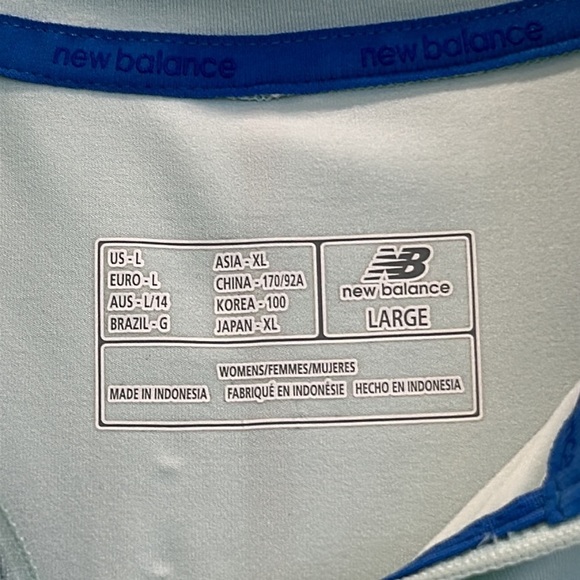 new balance new balance
US - L
EURO - L
AUS - L/14
BRAZIL - G
ASIA - XL
CHINA - 170/92A
KOREA - 100
JAPAN - XL
NB
new balance
LARGE
WOMENS/FEMMES/MUJERES
MADE IN INDONESIA FABRIQUÉ EN INDONÉSIE HECHO EN INDONESIA